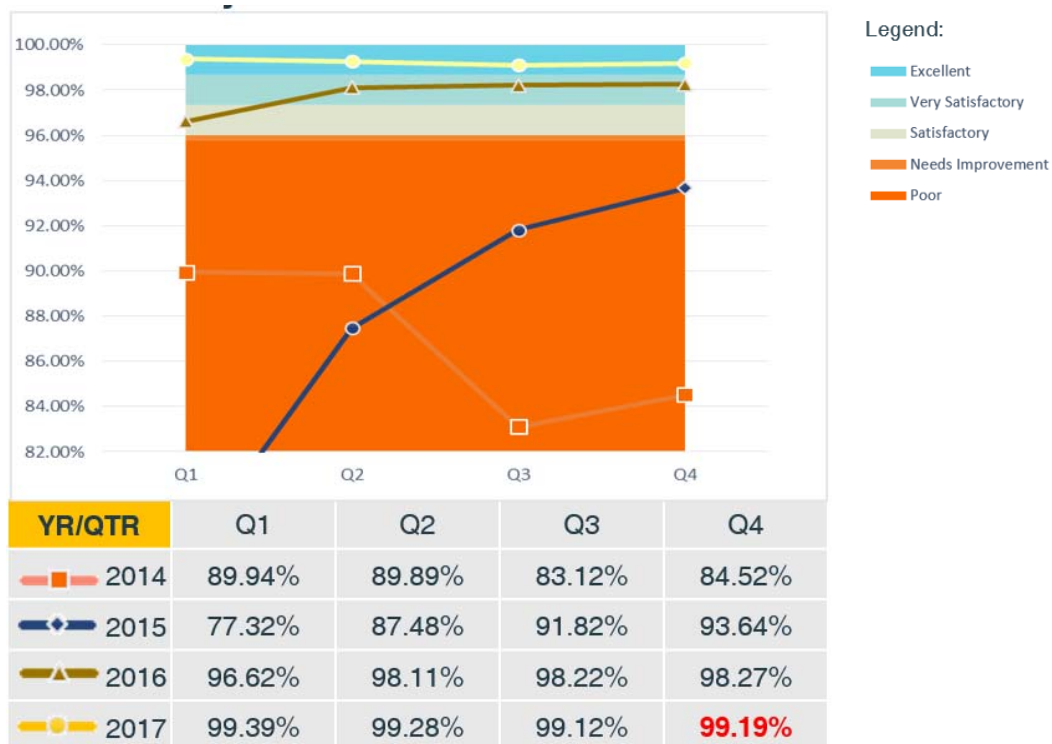 Legend:
100.00%
98.00%
96.00%
94.00%
92.00%
90.00%
88.00%
86.00%
84.00%
82.00%
Q1 Q2 Q3 Q4
Excellent
Very Satisfactory
Satisfactory
Needs Improvement
Poor
YR/QTR Q1 Q2 Q3 Q4
2014 89.94% 89.89% 83.12% 84.52%
2015 77.32% 87.48% 91.82% 93.64%
2016 96.62% 98.11% 98.22% 98.27%
2017 99.39% 99.28% 99.12% 99.19%